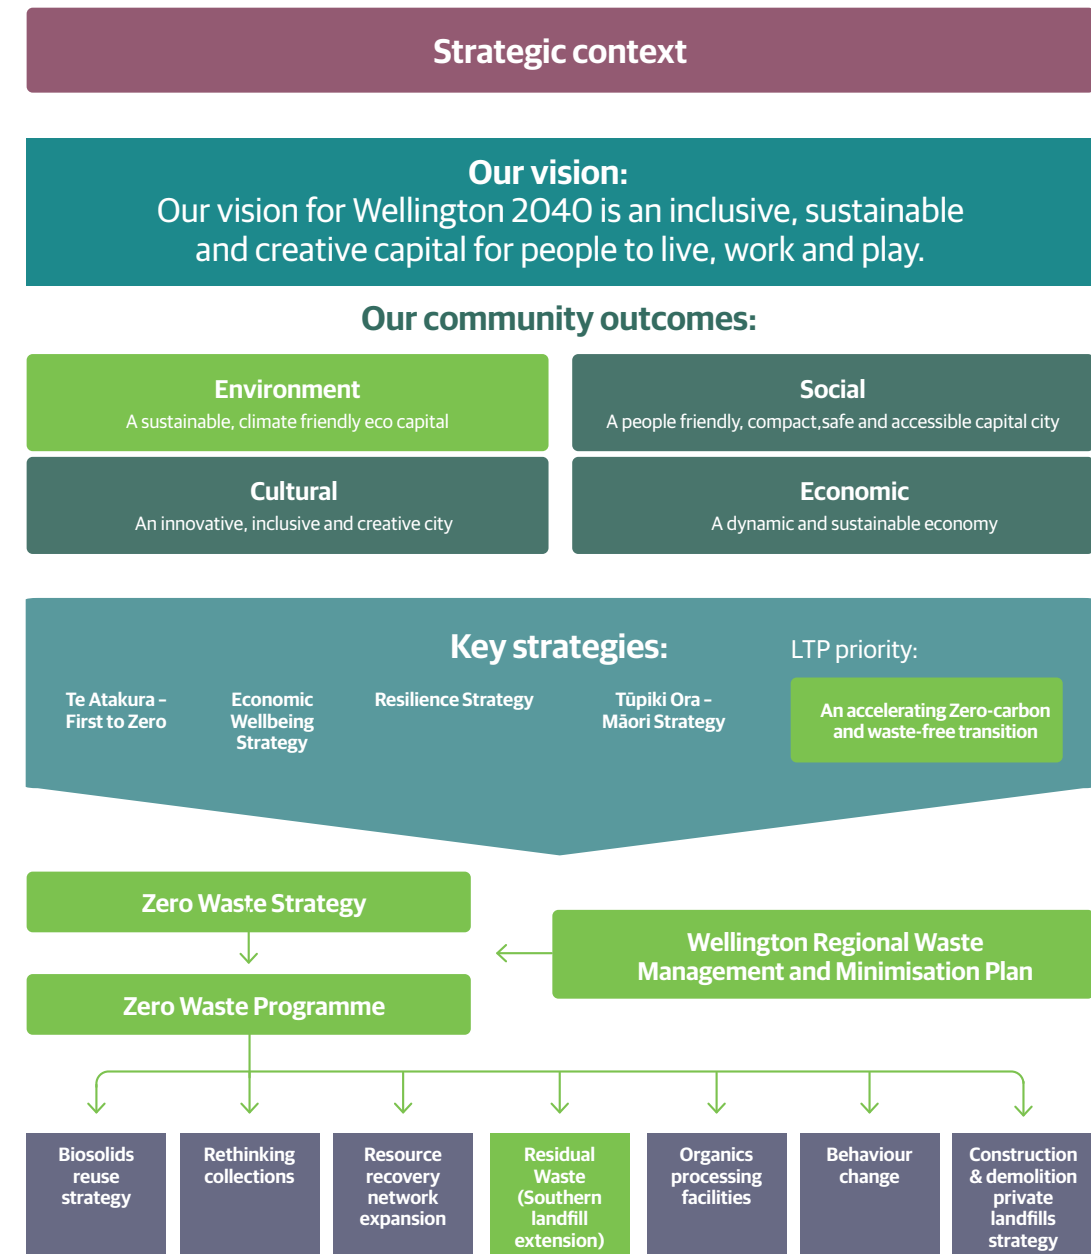 Strategic context
Our vision:
Our vision for Wellington 2040 is an inclusive, sustainable
and creative capital for people to live, work and play.
Our community outcomes:
Environment
A sustainable, climate friendly eco capital
Social
A people friendly, compact,safe and accessible capital city
Cultural
An innovative, inclusive and creative city
Economic
A dynamic and sustainable economy
Key strategies:
Te Atakura –
First to Zero
Economic
Wellbeing
Strategy
Resilience Strategy
Tūpiki Ora –
Māori Strategy
LTP priority:
An accelerating Zero-carbon
and waste-free transition
Zero Waste Strategy
Wellington Regional Waste
Management and Minimisation Plan
Zero Waste Programme
Biosolids
reuse
strategy
Rethinking
collections
Resource
recovery
network
expansion
Residual
Waste
(Southern
landfill
extension)
Organics
processing
facilities
Behaviour
change
Construction
& demolition
private
landfills
strategy